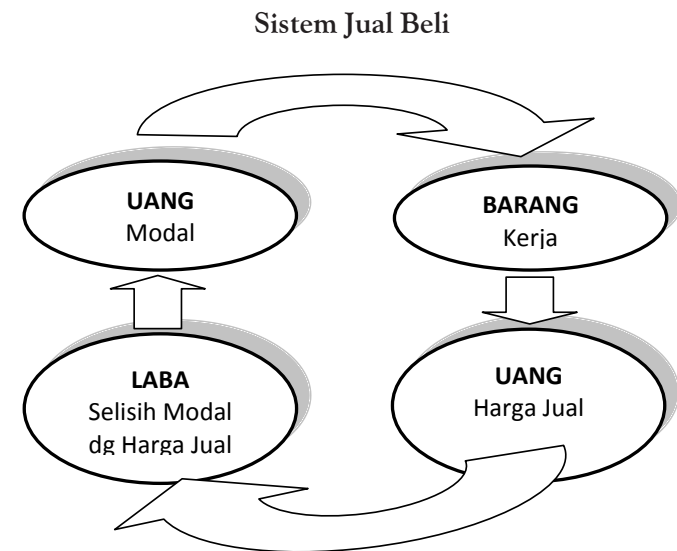 Sistem Jual Beli
UANG
Modal
BARANG
Kerja
LABA
Selisih Modal
dg Harga Jual
UANG
Harga Jual